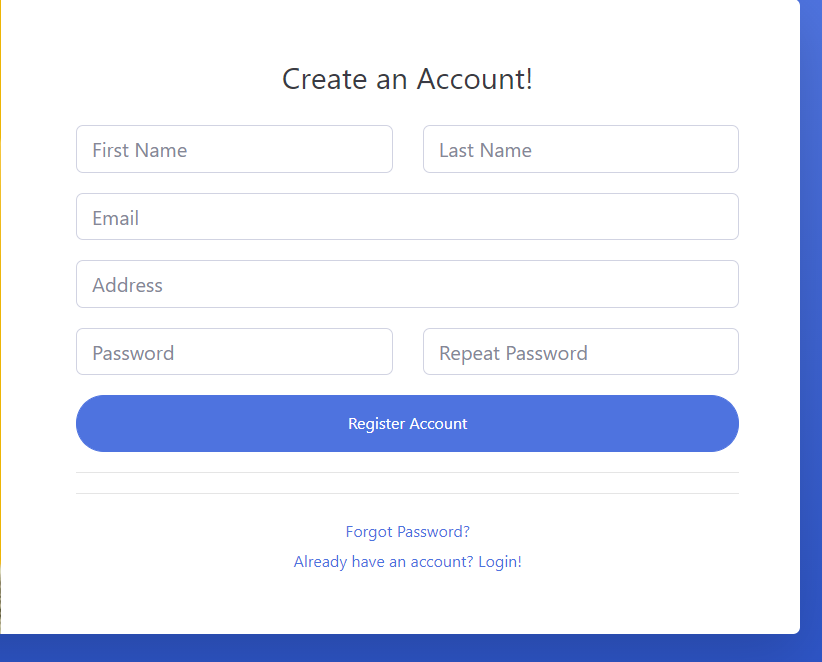 Create an Account!
First Name
Last Name
Email
Address
Password
Repeat Password
Register Account
Forgot Password?
Already have an account? Login!